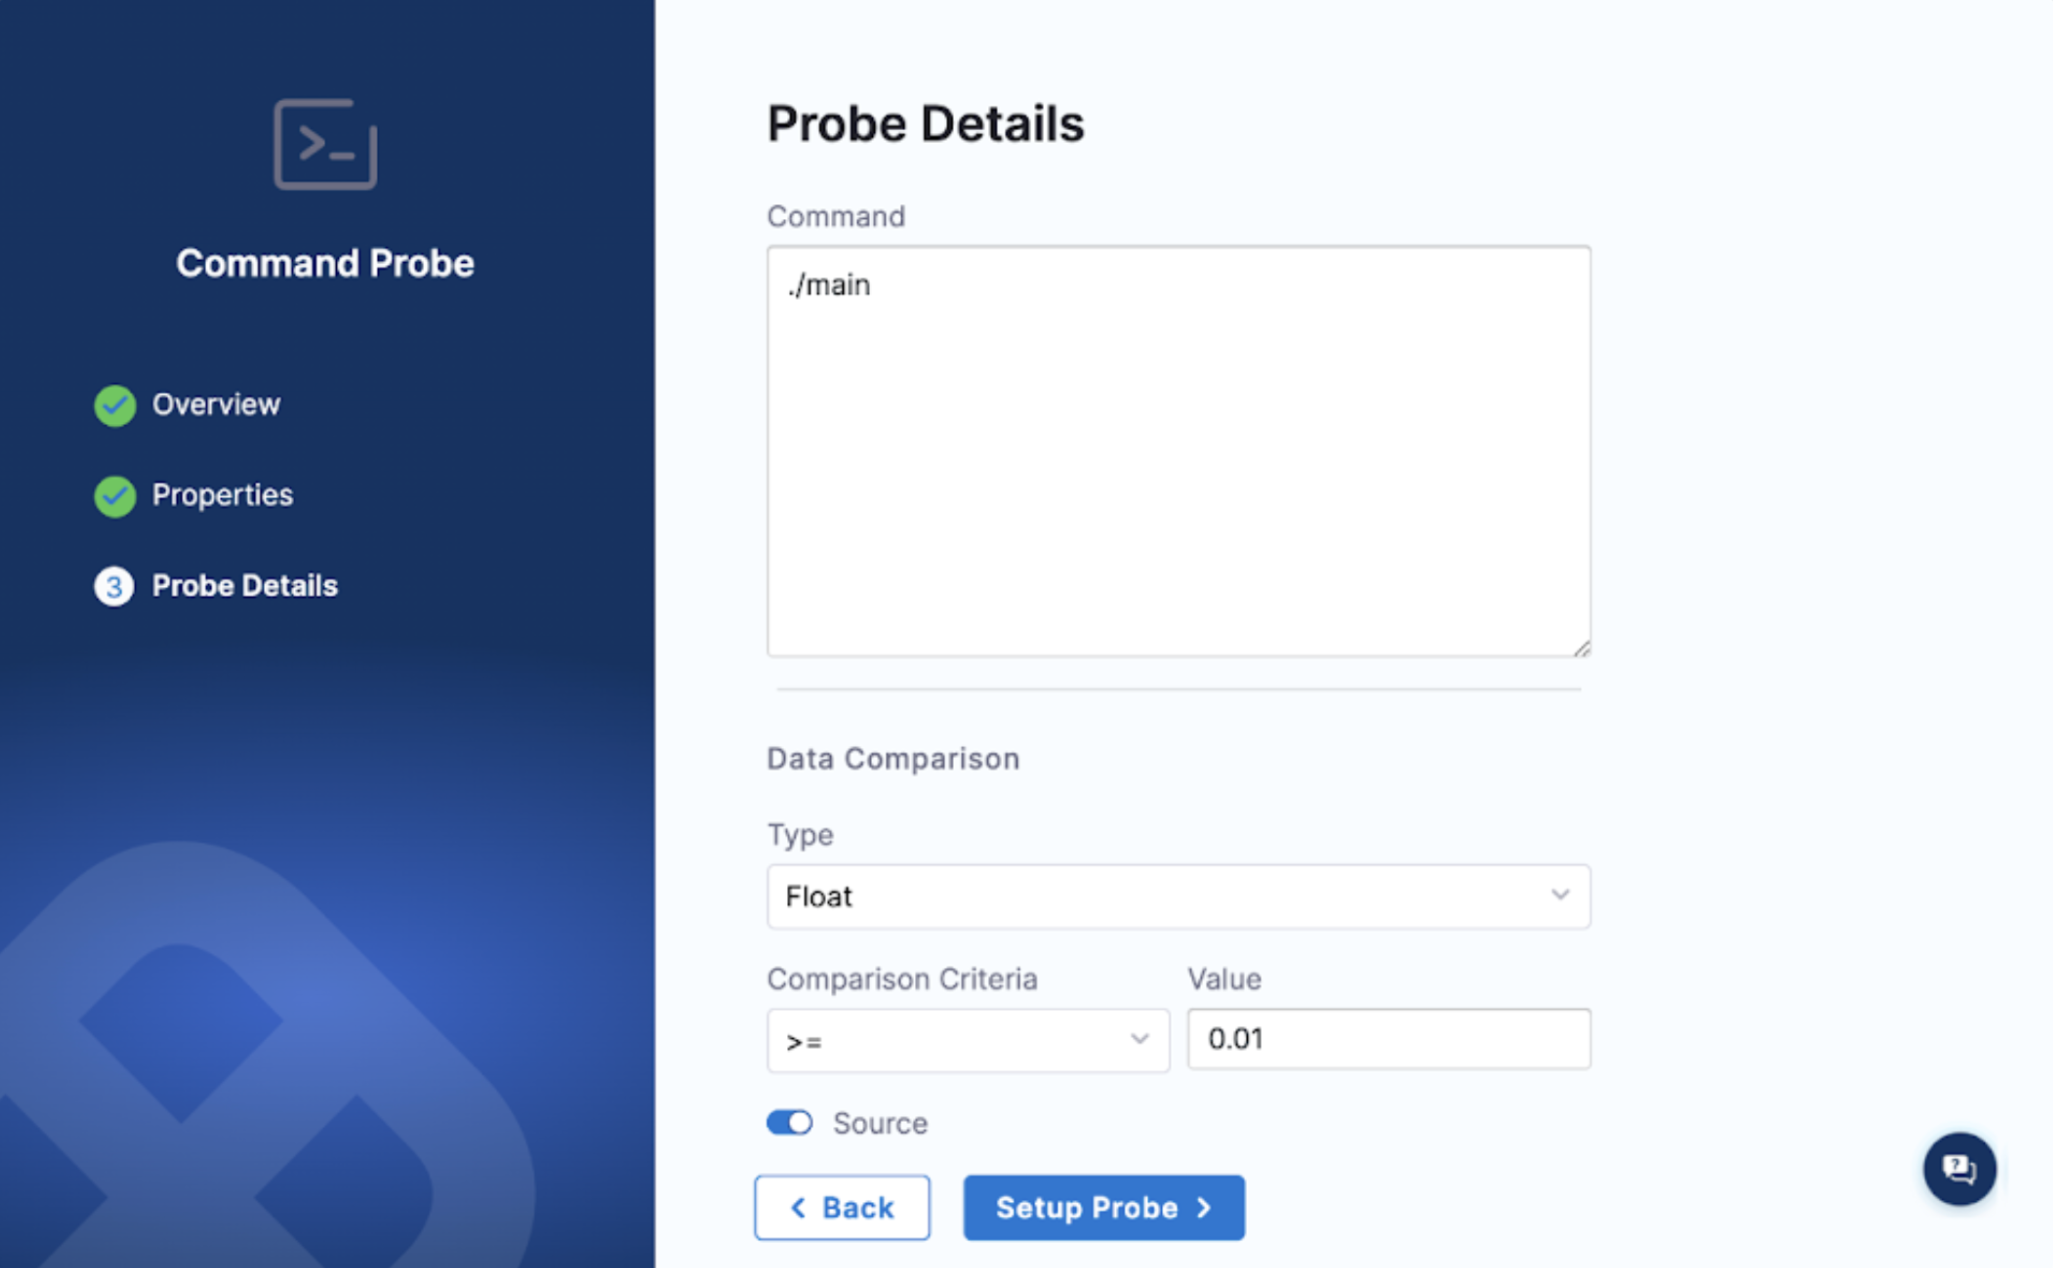 Command Probe
Overview
Properties
3 Probe Details
Probe Details
Command
./main
Data Comparison
Type
Float
Comparison Criteria Value
>= 0.01
Source
Back Setup Probe